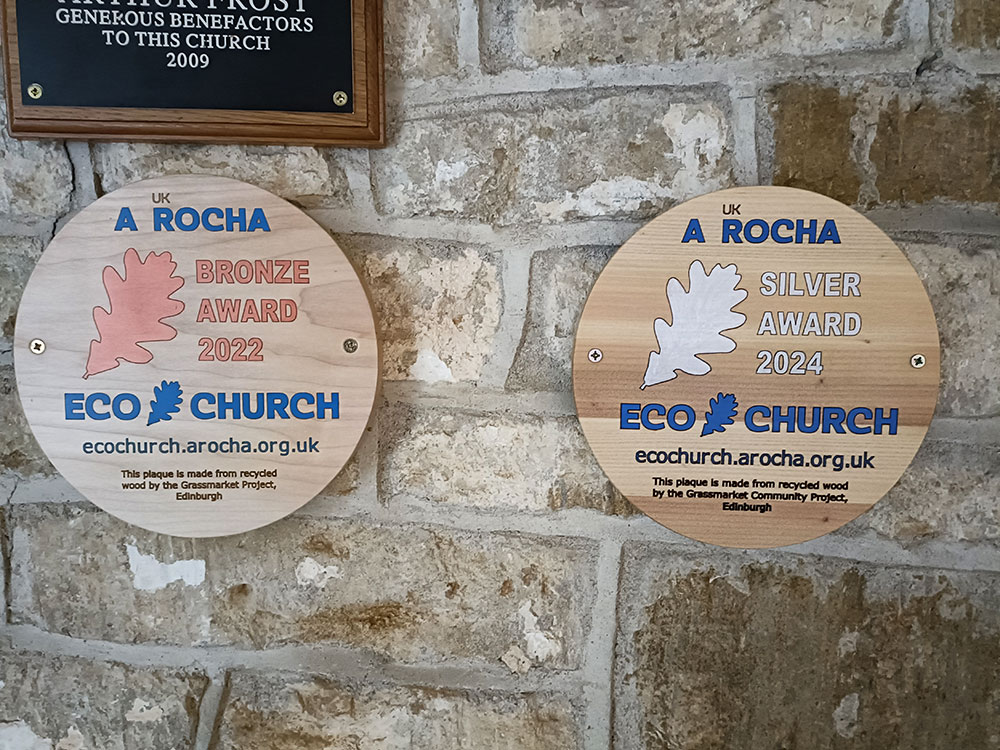 ARTHUR FROST
GENEROUS BENEFACTORS
TO THIS CHURCH
2009
UK
A ROCHA
BRONZE
AWARD
2022
ECO CHURCH
ecochurch.arocha.org.uk
This plaque is made from recycled
wood by the Grassmarket Project,
Edinburgh
UK
A ROCHA
SILVER
AWARD
2024
ECO CHURCH
ecochurch.arocha.org.uk
This plaque is made from recycled wood
by the Grassmarket Community Project,
Edinburgh